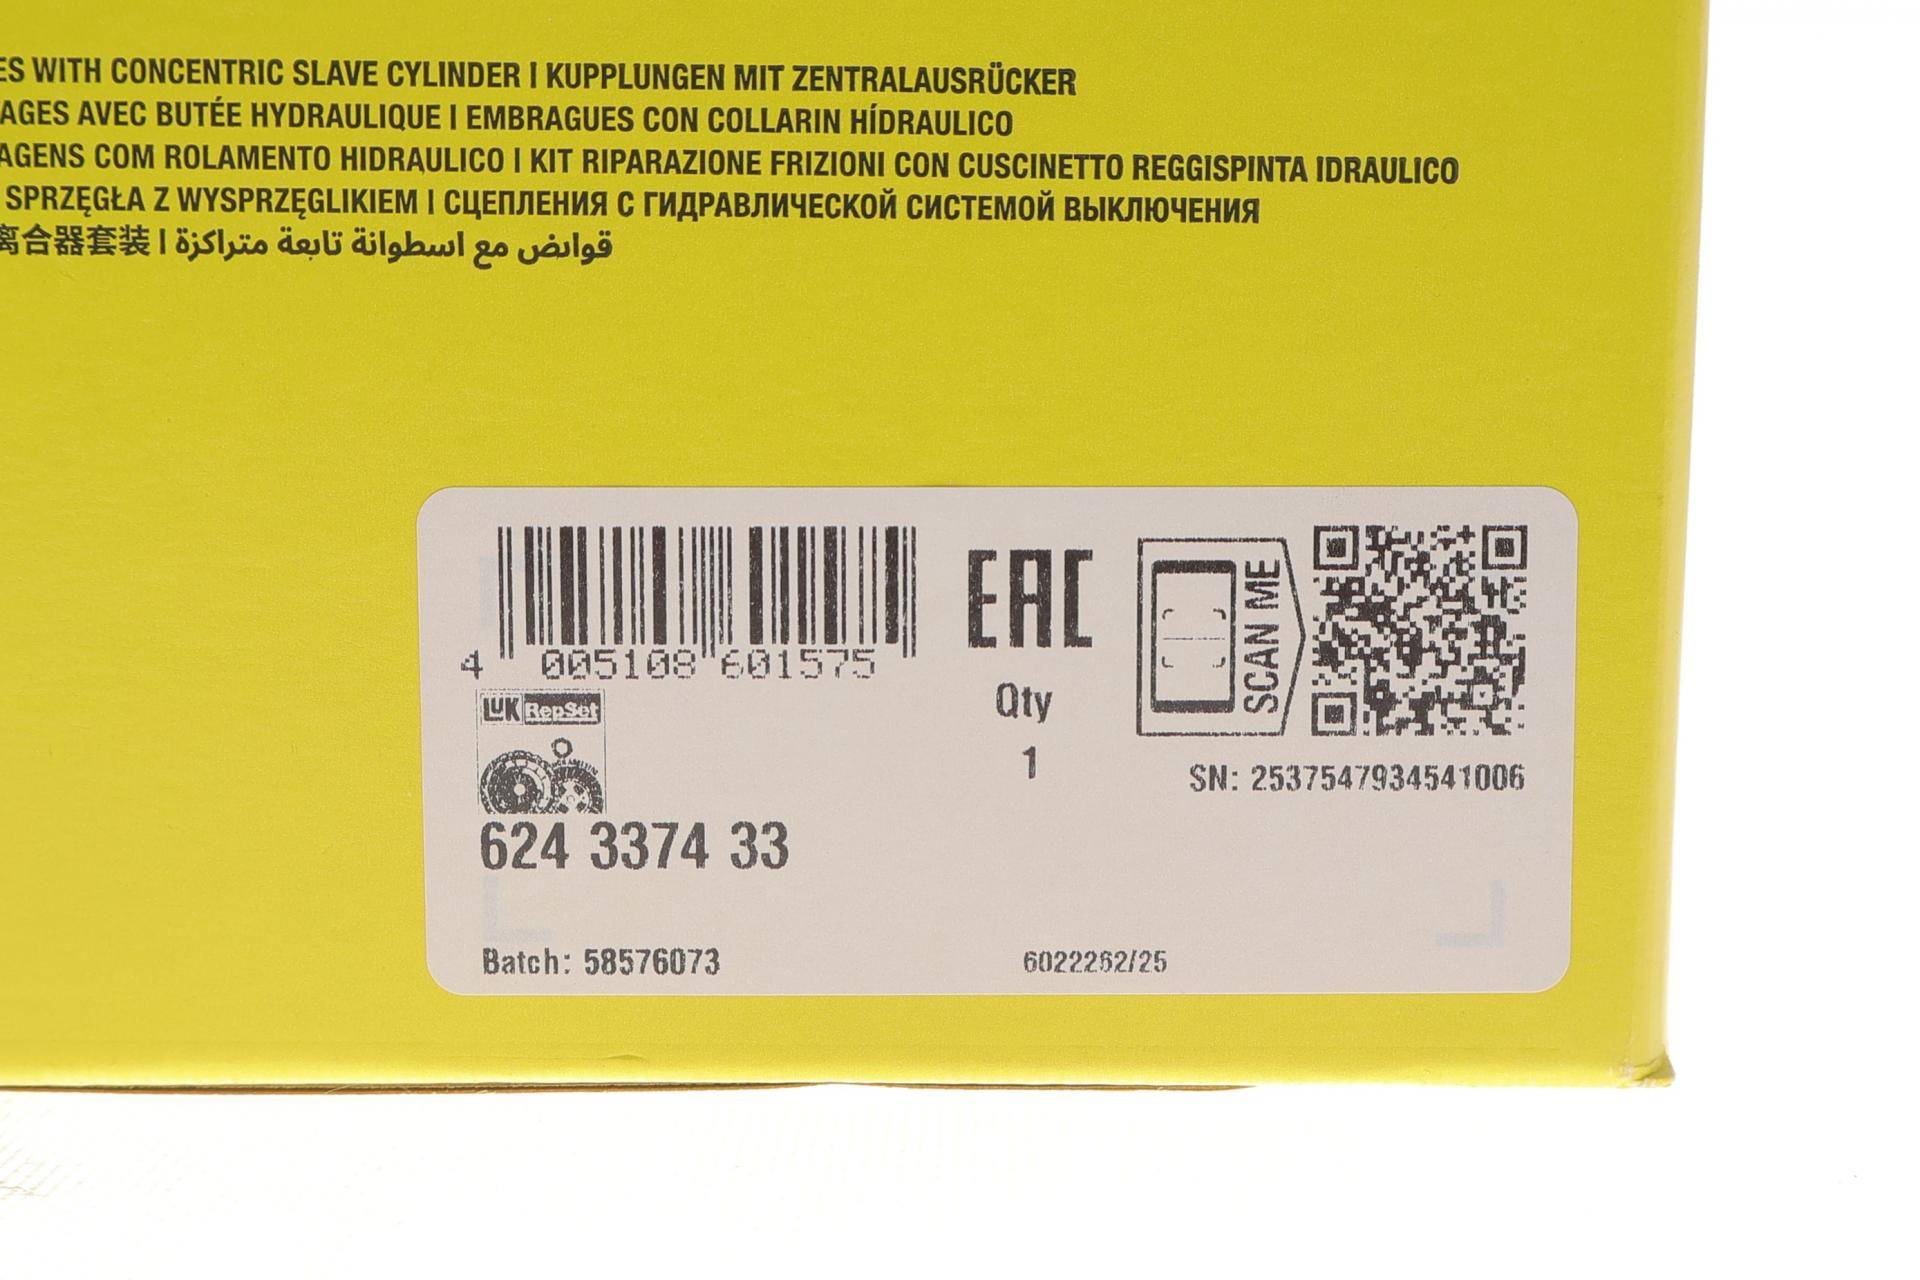 ES WITH CONCENTRIC SLAVE CYLINDER I KUPPLUNGEN MIT ZENTRALAUSRÜCKER
AGES AVEC BUTÉE HYDRAULIQUE I EMBRAGUES CON COLLARIN HÍDRAULICO
AGENS COM ROLAMENTO HIDRAULICO I KIT RIPARAZIONE FRIZIONI CON CUSCINETTO REGGISPINTA IDRAULICO
SPRZĘGŁA Z WYSPRZĘGLIKIEM I СЦЕПЛЕНИЯ С ГИДРАВЛИЧЕСКОЙ СИСТЕМОЙ ВЫКЛЮЧЕНИЯ
离合器套装 I قوابض مع اسطوانة تابعة متراكزة
4 005108 601575
EAC
SCAN ME
LUK RepSet
Qty
1
SN: 2537547934541006
624 3374 33
Batch: 58576073
6022262/25